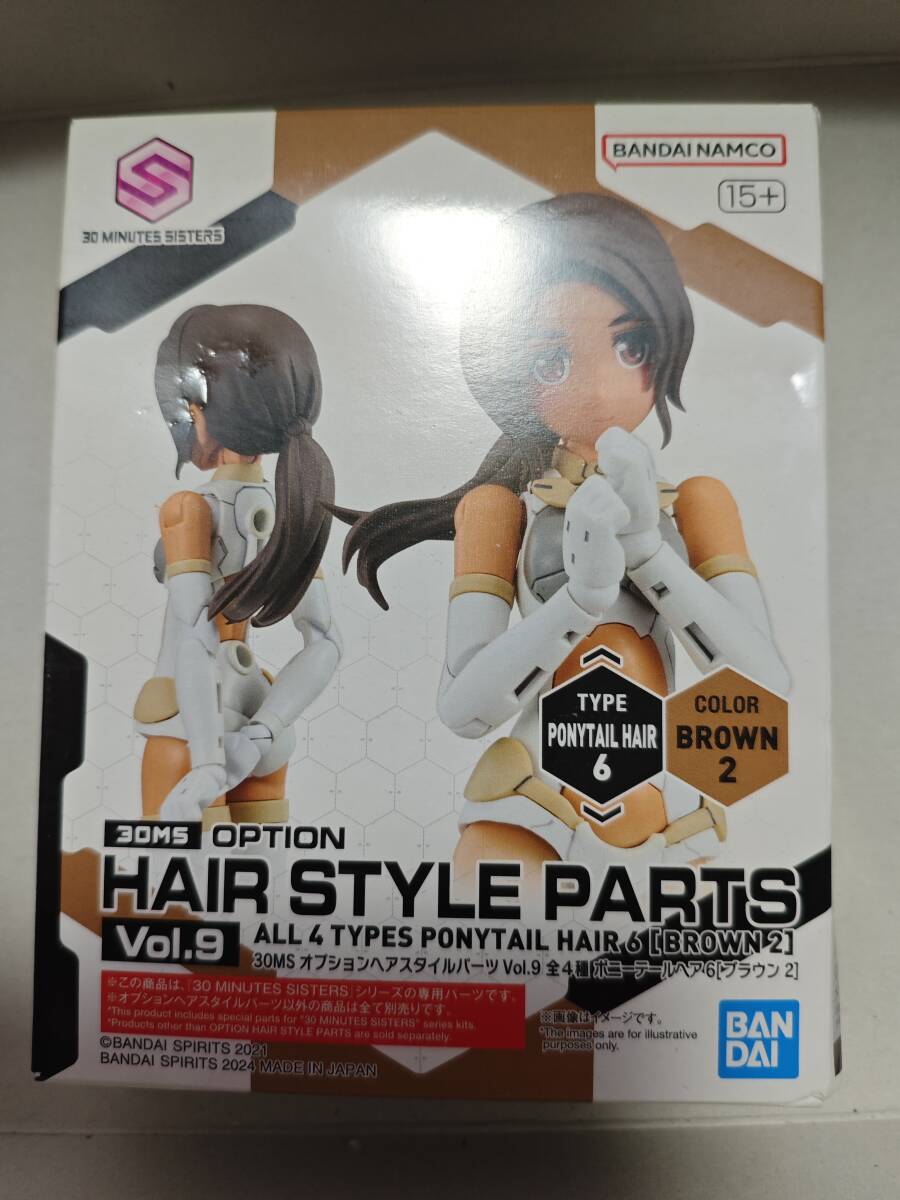 30 MINUTES SISTERS
BANDAI NAMCO
15+
TYPE
PONYTAIL HAIR
6
COLOR
BROWN
2
30MS OPTION
HAIR STYLE PARTS
Vol.9 ALL 4 TYPES PONYTAIL HAIR 6 [BROWN 2]
30MS オプションヘアスタイルパーツ Vol.9 全4種 ポニーテールヘア6[ブラウン 2]
※この商品は、「30 MINUTES SISTERS」シリーズの専用パーツです。
※オプションヘアスタイルパーツ以外の商品は全て別売りです。
*This product includes special parts for "30 MINUTES SISTERS" series kits.
*Products other than OPTION HAIR STYLE PARTS are sold separately.
※画像はイメージです。
*The images are for illustrative
purposes only.
©BANDAI SPIRITS 2021
BANDAI SPIRITS 2024 MADE IN JAPAN
BAN
DAI